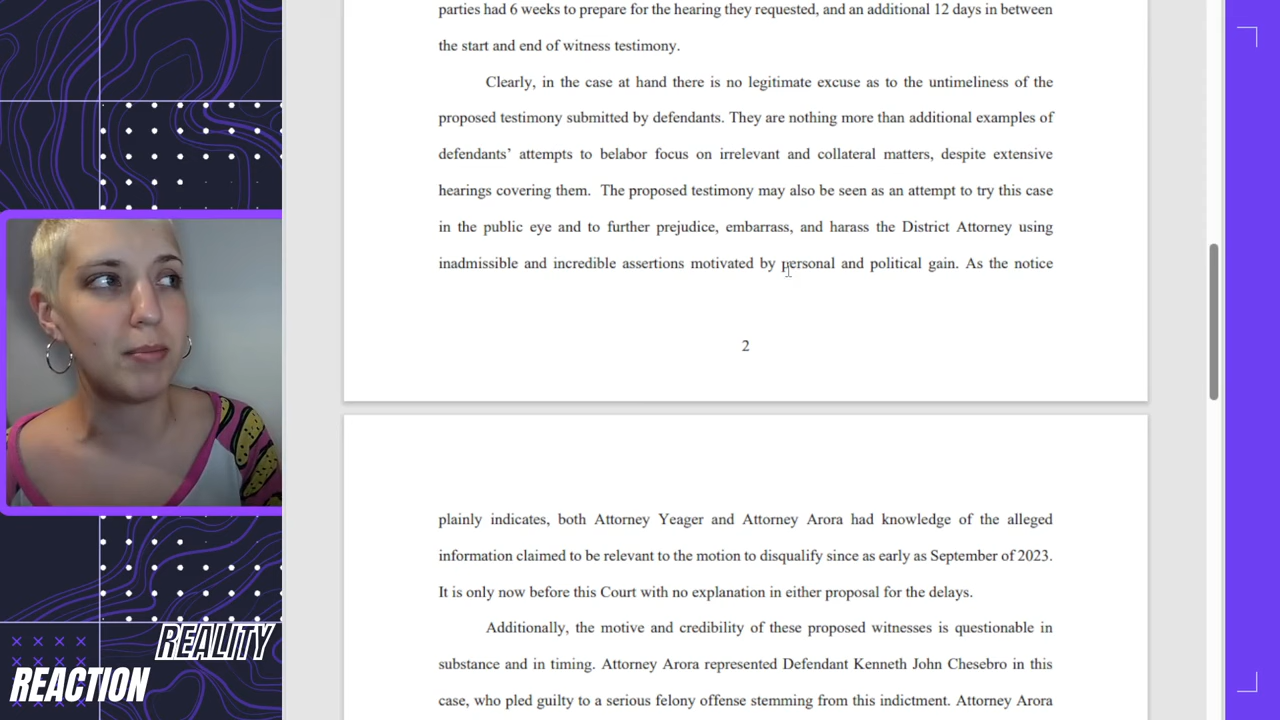 parties had 6 weeks to prepare for the hearing they requested, and an additional 12 days in between
the start and end of witness testimony.
Clearly, in the case at hand there is no legitimate excuse as to the untimeliness of the
proposed testimony submitted by defendants. They are nothing more than additional examples of
defendants’ attempts to belabor focus on irrelevant and collateral matters, despite extensive
hearings covering them.  The proposed testimony may also be seen as an attempt to try this case
in the public eye and to further prejudice, embarrass, and harass the District Attorney using
inadmissible and incredible assertions motivated by personal and political gain. As the notice
2
plainly indicates, both Attorney Yeager and Attorney Arora had knowledge of the alleged
information claimed to be relevant to the motion to disqualify since as early as September of 2023.
It is only now before this Court with no explanation in either proposal for the delays.
Additionally, the motive and credibility of these proposed witnesses is questionable in
substance and in timing. Attorney Arora represented Defendant Kenneth John Chesebro in this
case, who pled guilty to a serious felony offense stemming from this indictment. Attorney Arora
REALITY
REACTION